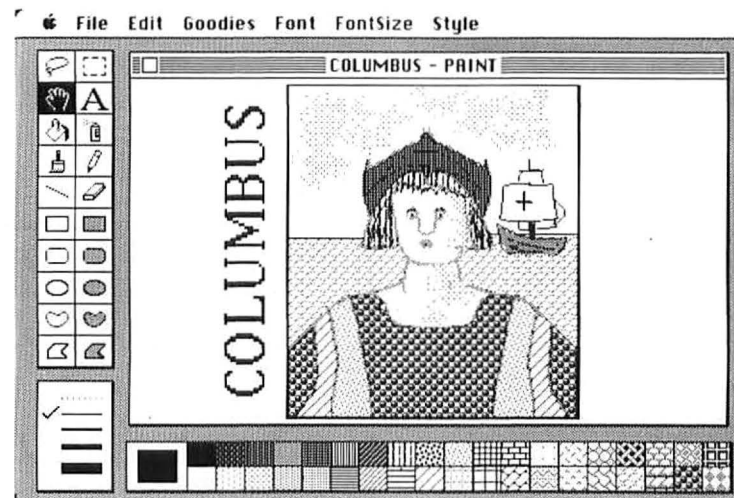 File Edit Goodies Font FontSize Style
COLUMBUS - PAINT
A
COLUMBUS